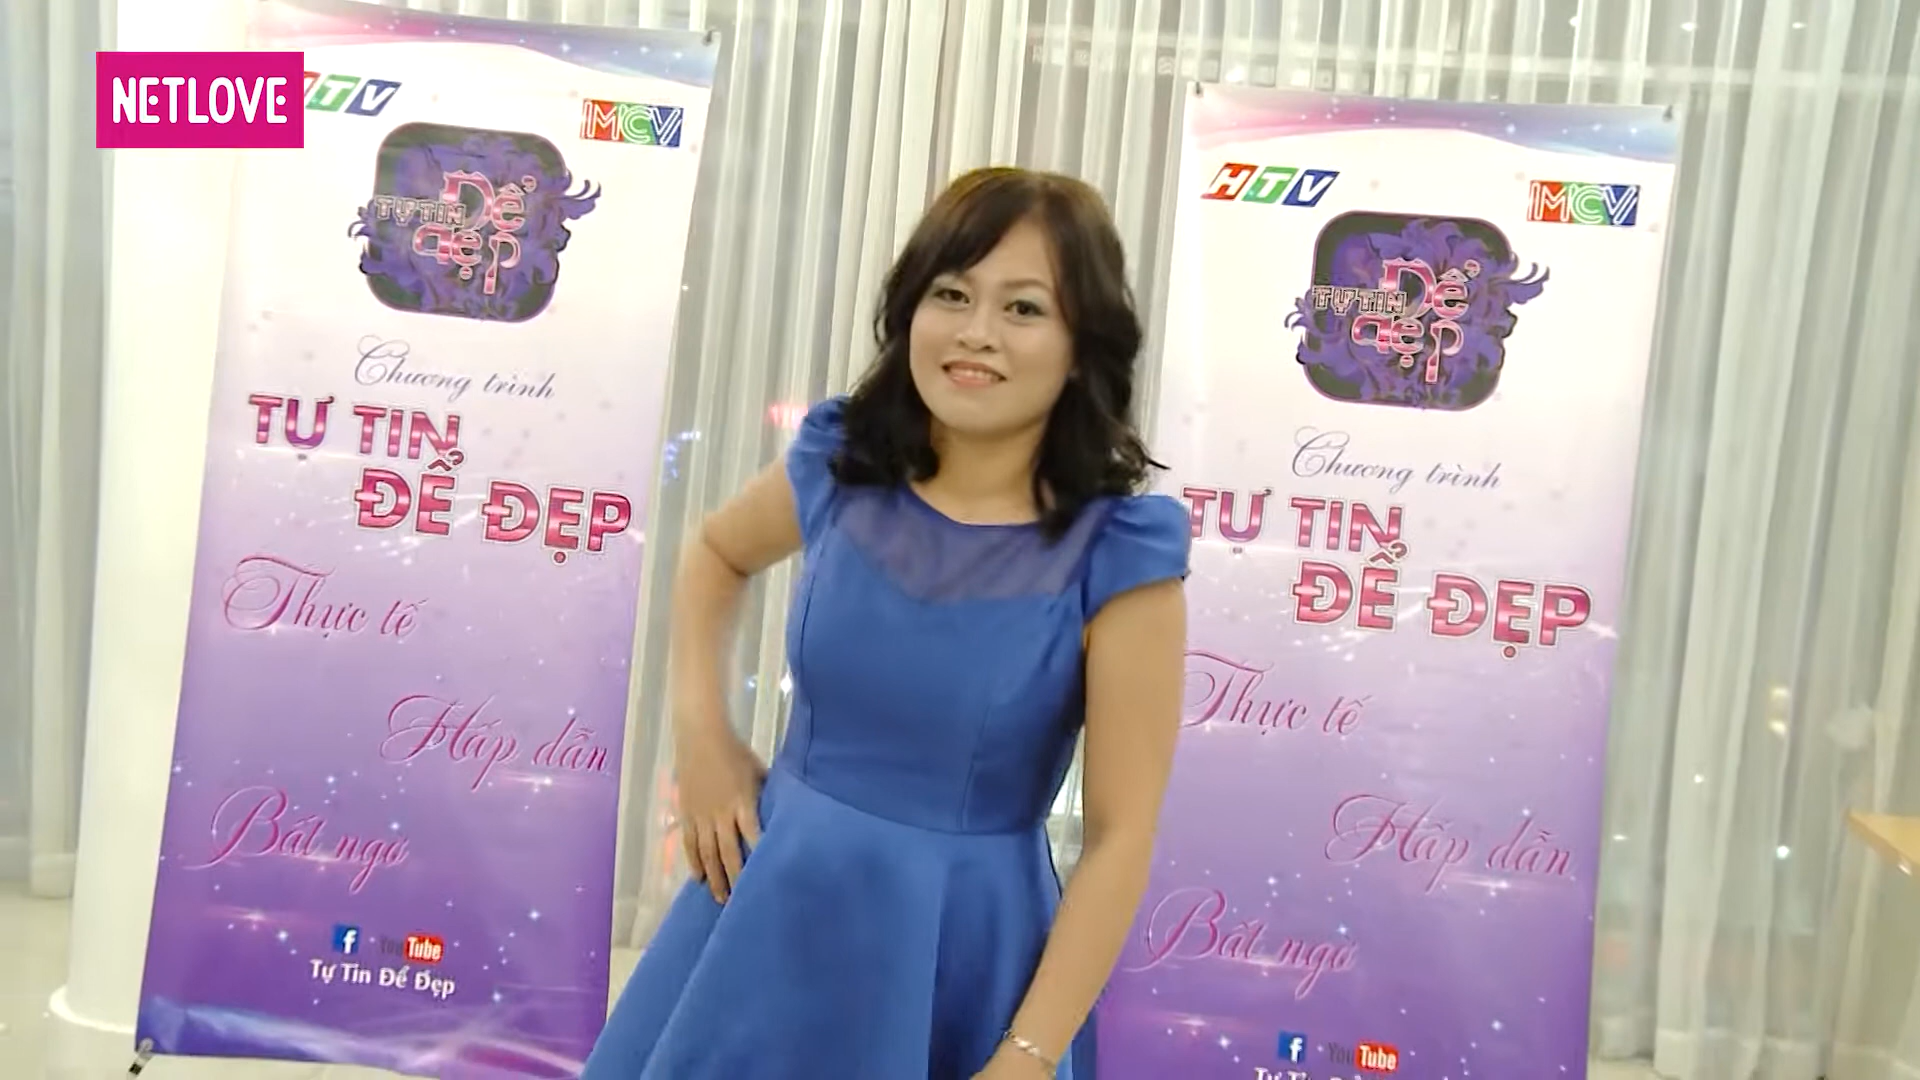 NETLOVE
HTV
MCV
TỰ TIN
Để
đẹp
Chương trình
TỰ TIN
ĐỂ ĐẸP
Thực tế
Hấp dẫn
Bất ngờ
f YouTube
Tự Tin Để Đẹp
HTV
MCV
TỰ TIN
Để
đẹp
Chương trình
TỰ TIN
ĐỂ ĐẸP
Thực tế
Hấp dẫn
Bất ngờ
f YouTube